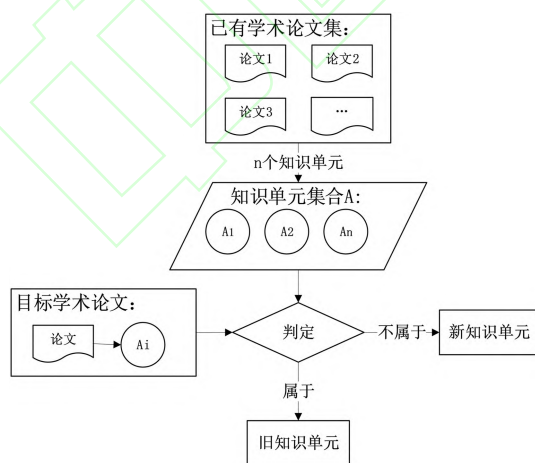 已有学术论文集：
论文1
论文2
论文3
…
n个知识单元
知识单元集合A:
A1
A2
An
目标学术论文：
论文
Ai
判定
不属于
新知识单元
属于
旧知识单元